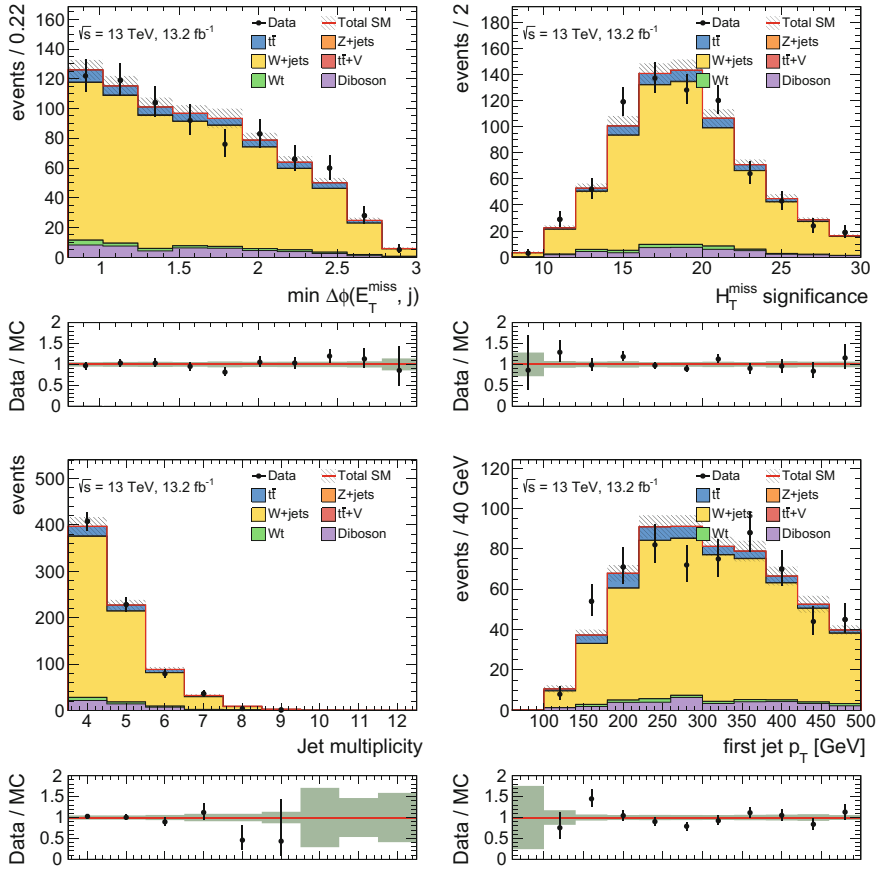 events / 0.22
160
140
120
100
80
60
40
20
0
√s = 13 TeV, 13.2 fb⁻¹
Data
Total SM
tt̄
Z+jets
W+jets
tt̄+V
Wt
Diboson
1
1.5
2
2.5
3
min Δϕ(E_T^miss, j)
Data / MC
2
1.5
1
0.5
0
events / 2
180
160
140
120
100
80
60
40
20
0
√s = 13 TeV, 13.2 fb⁻¹
Data
Total SM
tt̄
Z+jets
W+jets
tt̄+V
Wt
Diboson
10
15
20
25
30
H_T^miss significance
Data / MC
2
1.5
1
0.5
0
events
500
400
300
200
100
0
√s = 13 TeV, 13.2 fb⁻¹
Data
Total SM
tt̄
Z+jets
W+jets
tt̄+V
Wt
Diboson
4
5
6
7
8
9
10
11
12
Jet multiplicity
Data / MC
2
1.5
1
0.5
0
events / 40 GeV
120
100
80
60
40
20
0
√s = 13 TeV, 13.2 fb⁻¹
Data
Total SM
tt̄
Z+jets
W+jets
tt̄+V
Wt
Diboson
100
150
200
250
300
350
400
450
500
first jet p_T [GeV]
Data / MC
2
1.5
1
0.5
0